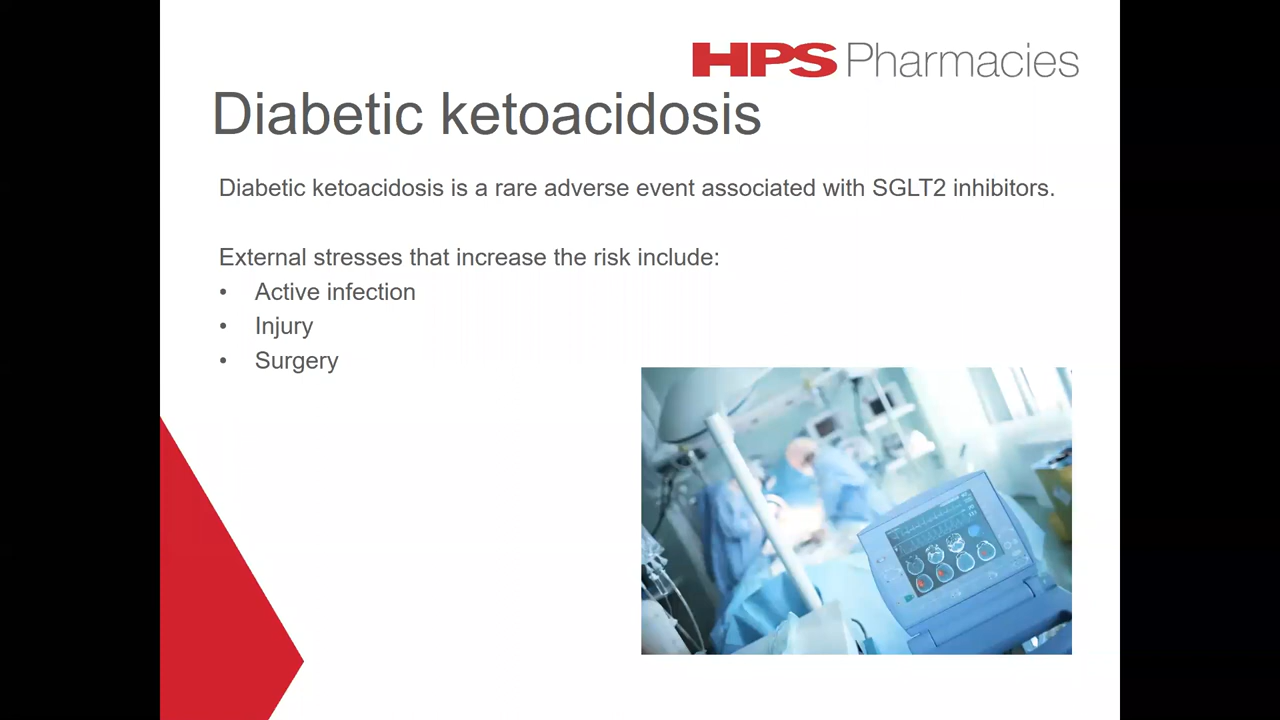 HPS Pharmacies
Diabetic ketoacidosis
Diabetic ketoacidosis is a rare adverse event associated with SGLT2 inhibitors.
External stresses that increase the risk include:
• Active infection
• Injury
• Surgery